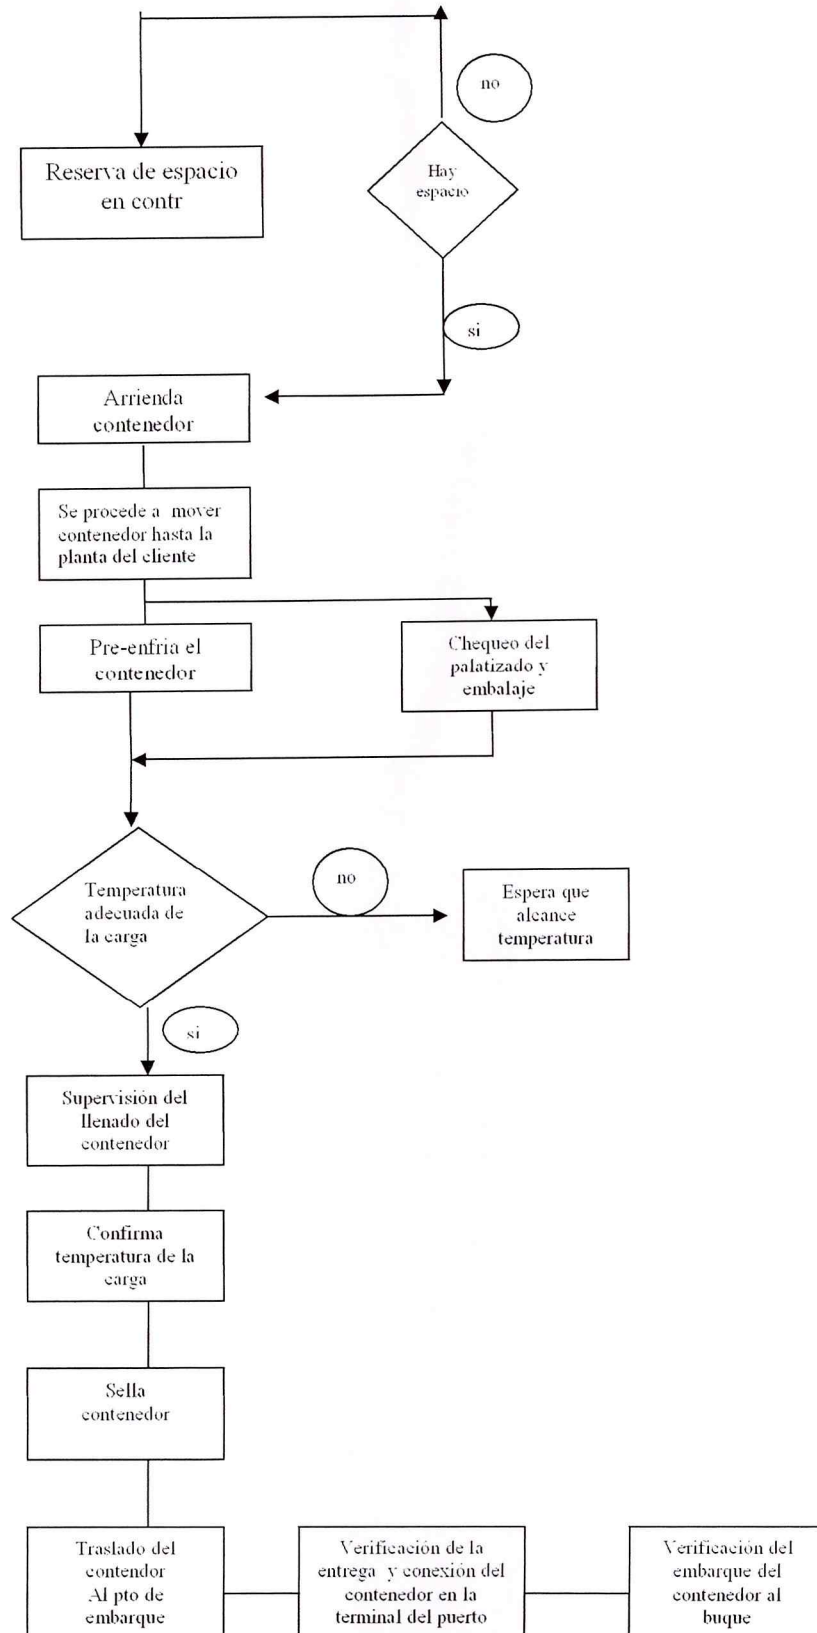 no
Reserva de espacio
en contr
Hay
espacio
si
Arrienda
contenedor
Se procede a mover
contenedor hasta la
planta del cliente
Pre-enfria el
contenedor
Chequeo del
palatizado y
embalaje
Temperatura
adecuada de
la carga
no
Espera que
alcance
temperatura
si
Supervisión del
llenado del
contenedor
Confirma
temperatura de la
carga
Sella
contenedor
Traslado del
contendor
Al pto de
embarque
Verificación de la
entrega y conexión del
contenedor en la
terminal del puerto
Verificación del
embarque del
contenedor al
buque